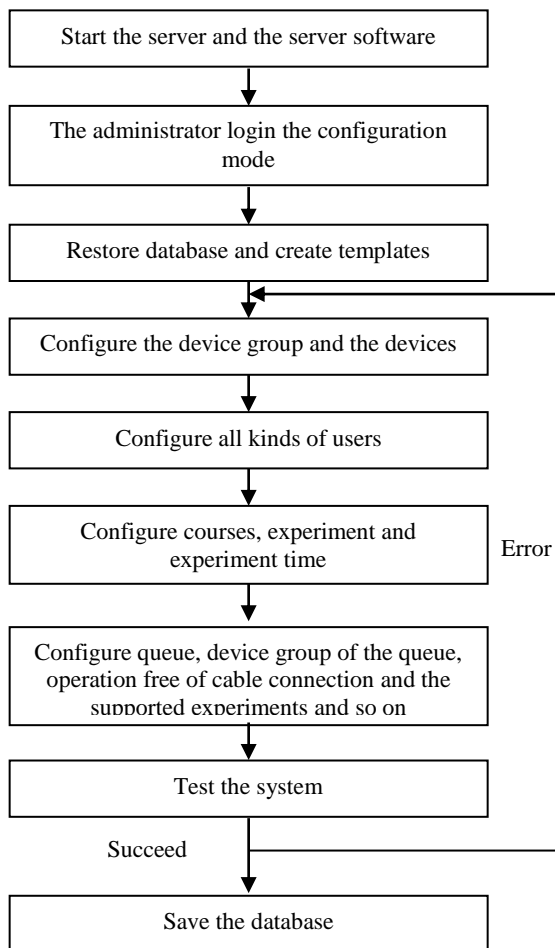 Start the server and the server software
The administrator login the configuration
mode
Restore database and create templates
Configure the device group and the devices
Configure all kinds of users
Configure courses, experiment and
experiment time
Error
Configure queue, device group of the queue,
operation free of cable connection and the
supported experiments and so on
Test the system
Succeed
Save the database